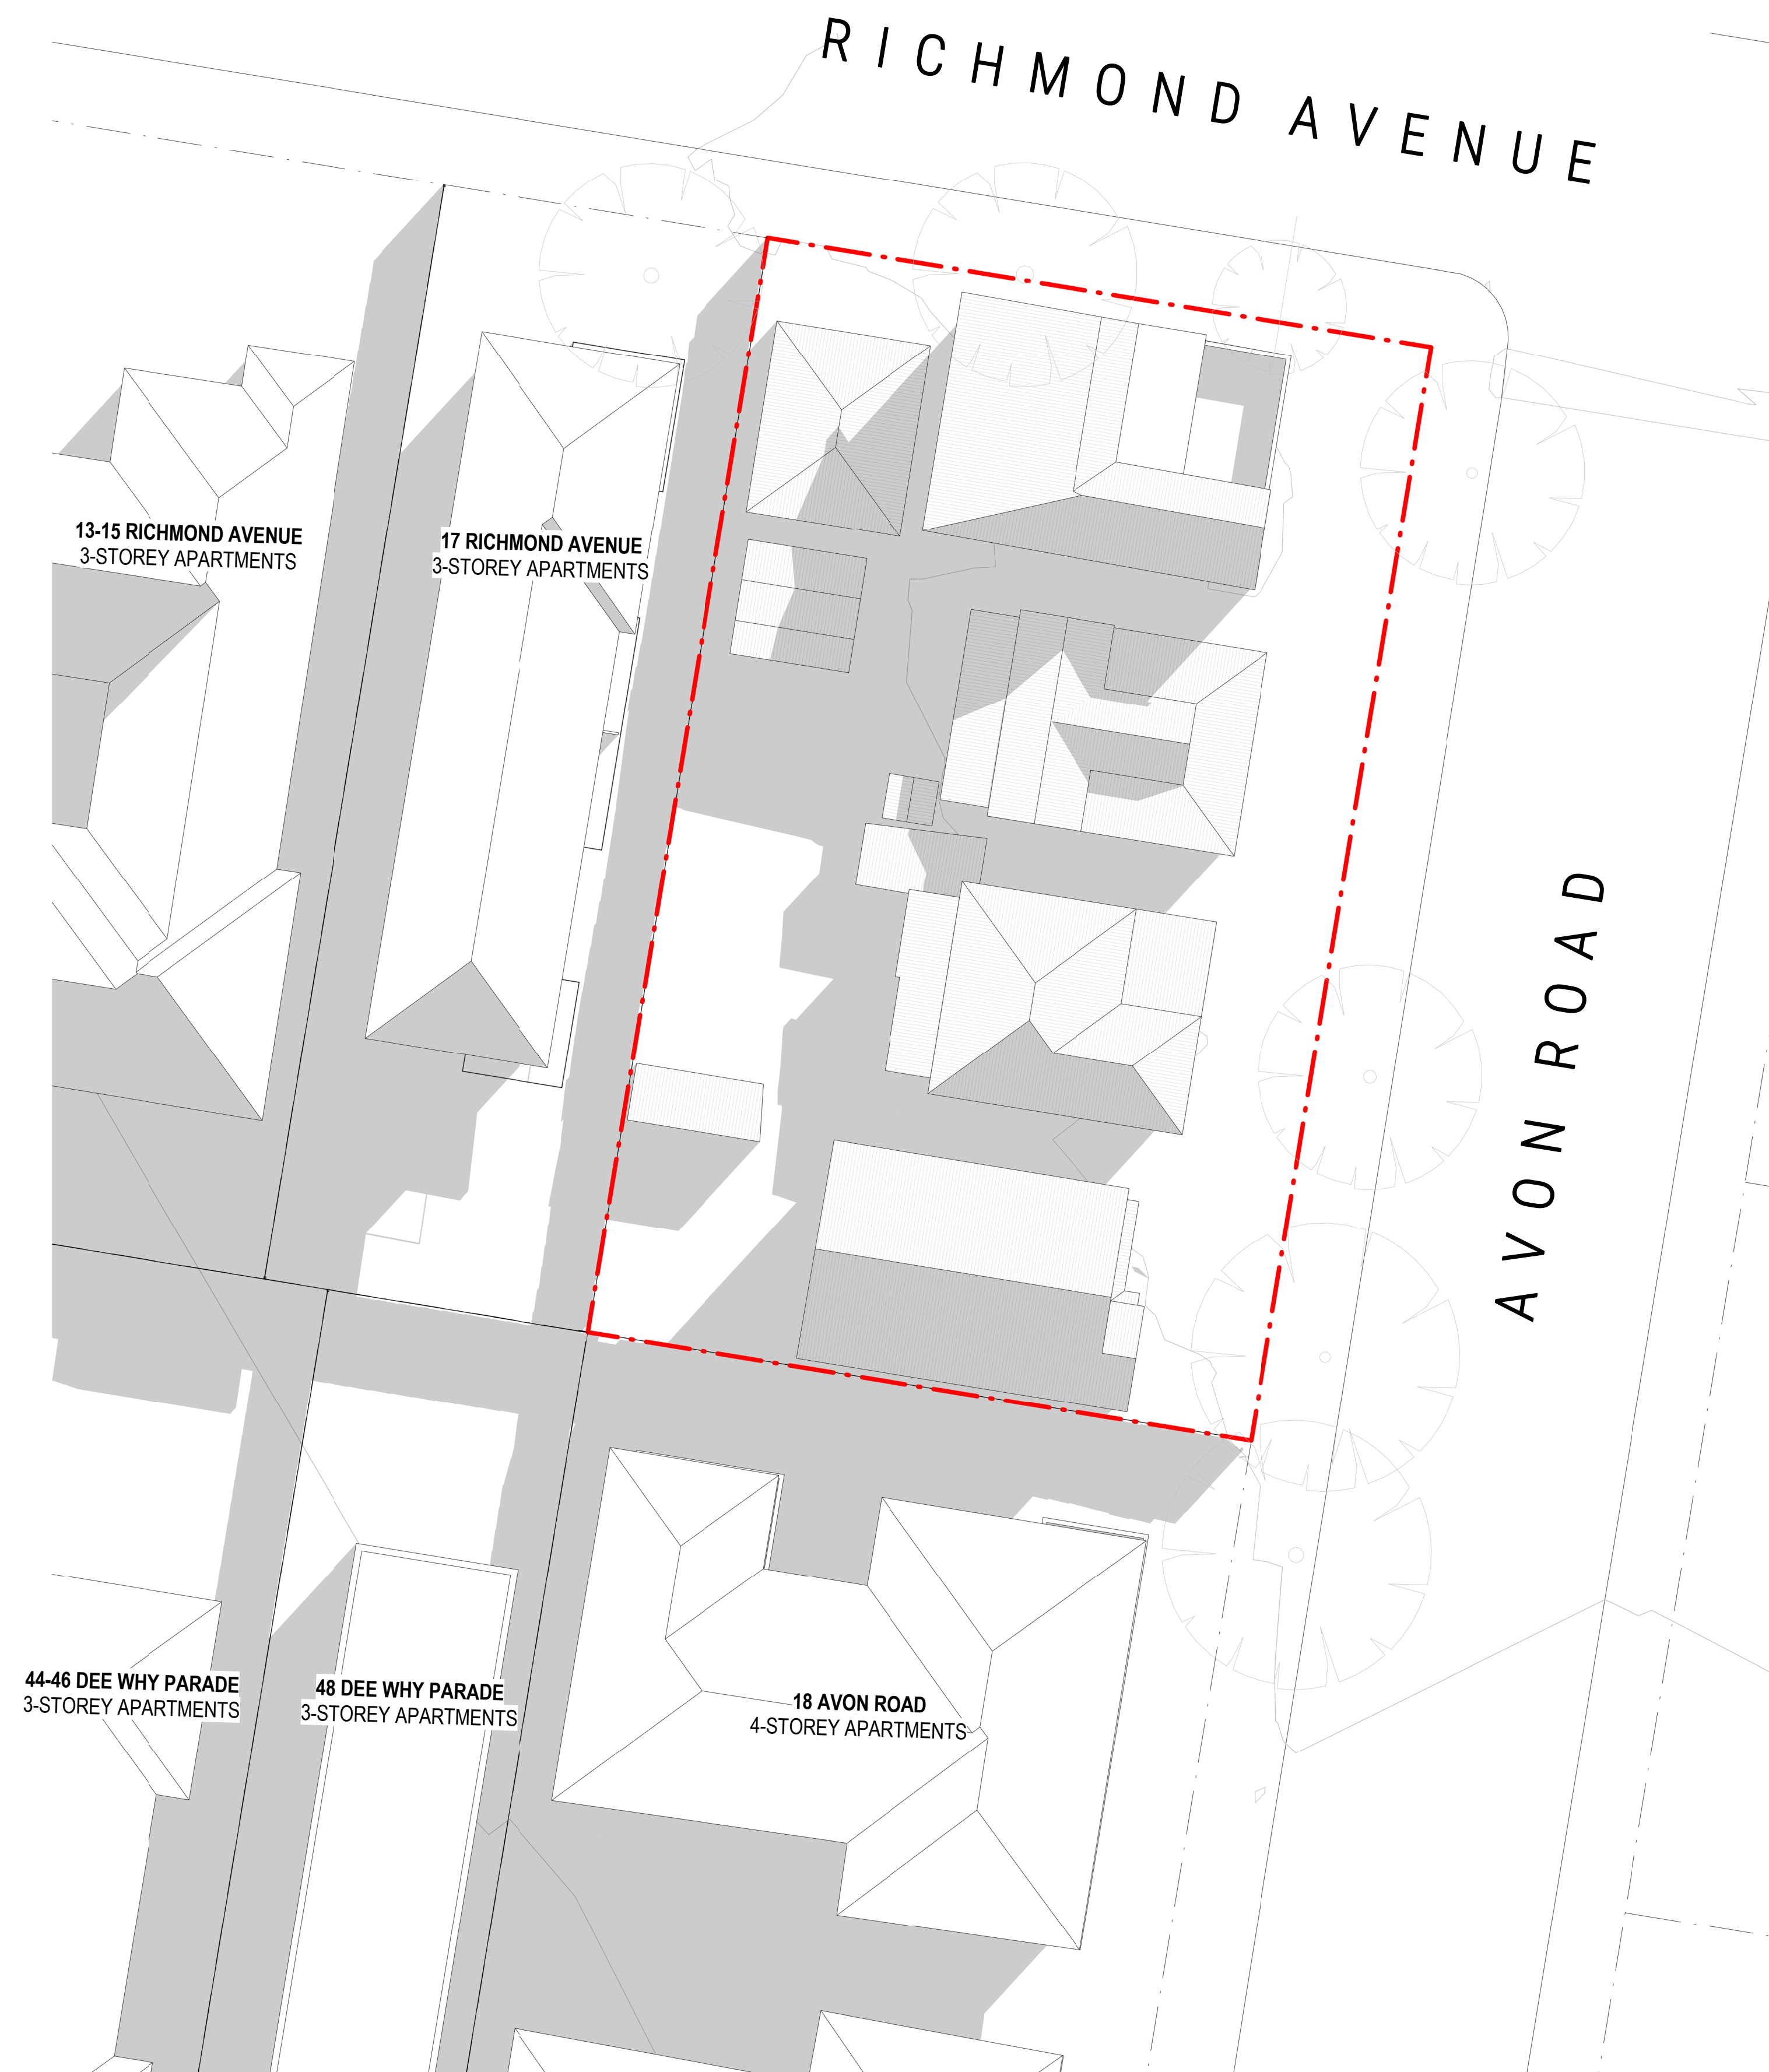 RICHMOND AVENUE
13-15 RICHMOND AVENUE
3-STOREY APARTMENTS
17 RICHMOND AVENUE
3-STOREY APARTMENTS
AVON ROAD
44-46 DEE WHY PARADE
3-STOREY APARTMENTS
48 DEE WHY PARADE
3-STOREY APARTMENTS
18 AVON ROAD
4-STOREY APARTMENTS